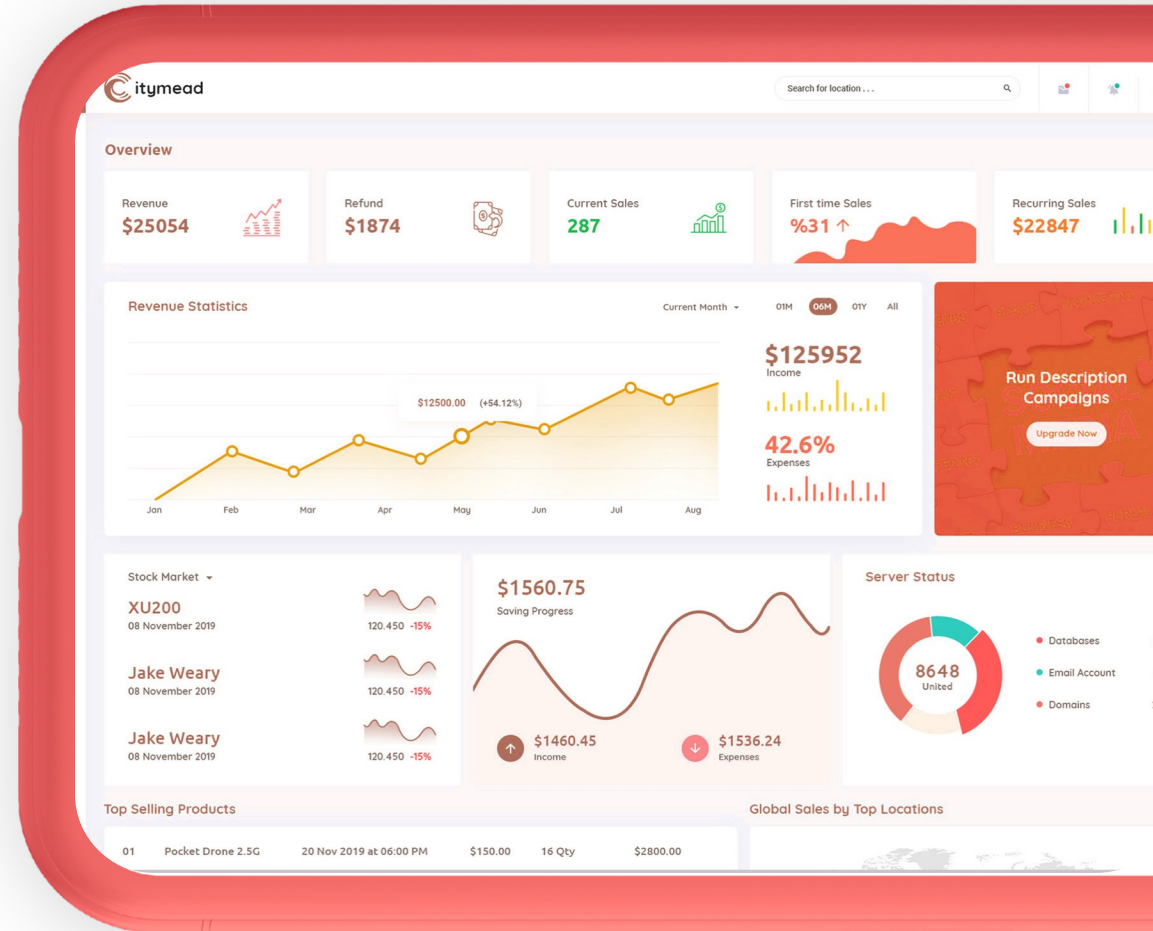 Citymead
Search for location . . .
Overview
Revenue
$25054
Refund
$1874
Current Sales
287
First time Sales
%31 ↑
Recurring Sales
$22847
Revenue Statistics
Current Month
01M 06M 01Y All
$12500.00 (+54.12%)
Jan Feb Mar Apr May Jun Jul Aug
$125952
Income
42.6%
Expenses
Run Description
Campaigns
Upgrade Now
Stock Market
XU200
08 November 2019
120.450 -15%
Jake Weary
08 November 2019
120.450 -15%
Jake Weary
08 November 2019
120.450 -15%
$1560.75
Saving Progress
$1460.45
Income
$1536.24
Expenses
Server Status
8648
United
Databases
Email Account
Domains
Top Selling Products
01 Pocket Drone 2.5G 20 Nov 2019 at 06:00 PM $150.00 16 Qty $2800.00
Global Sales by Top Locations